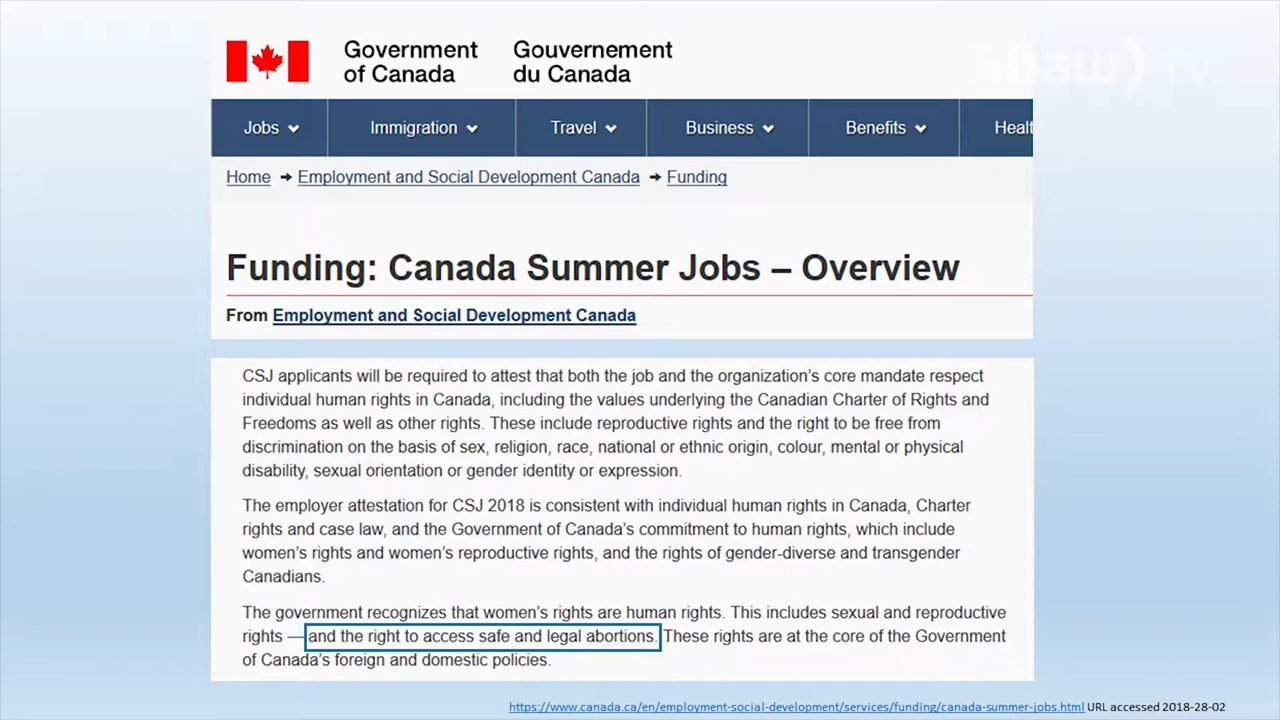 Government of Canada
Gouvernement du Canada
Shaw) TV
Jobs Immigration Travel Business Benefits Healt
Home → Employment and Social Development Canada → Funding
Funding: Canada Summer Jobs – Overview
From Employment and Social Development Canada
CSJ applicants will be required to attest that both the job and the organization's core mandate respect
individual human rights in Canada, including the values underlying the Canadian Charter of Rights and
Freedoms as well as other rights. These include reproductive rights and the right to be free from
discrimination on the basis of sex, religion, race, national or ethnic origin, colour, mental or physical
disability, sexual orientation or gender identity or expression.
The employer attestation for CSJ 2018 is consistent with individual human rights in Canada, Charter
rights and case law, and the Government of Canada's commitment to human rights, which include
women's rights and women's reproductive rights, and the rights of gender-diverse and transgender
Canadians.
The government recognizes that women's rights are human rights. This includes sexual and reproductive
rights — and the right to access safe and legal abortions. These rights are at the core of the Government
of Canada's foreign and domestic policies.
https://www.canada.ca/en/employment-social-development/services/funding/canada-summer-jobs.html URL accessed 2018-28-02